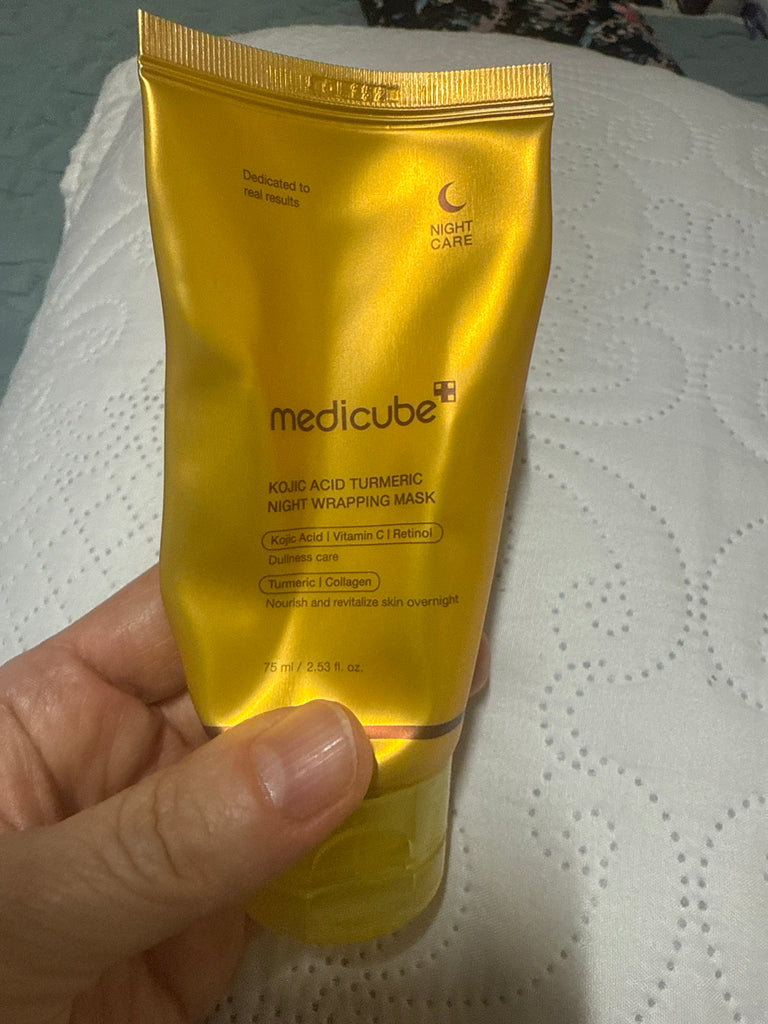 Dedicated to
real results
NIGHT
CARE
medicube
KOJIC ACID TURMERIC
NIGHT WRAPPING MASK
Kojic Acid | Vitamin C | Retinol
Dullness care
Turmeric | Collagen
Nourish and revitalize skin overnight
75 ml / 2.53 fl. oz.